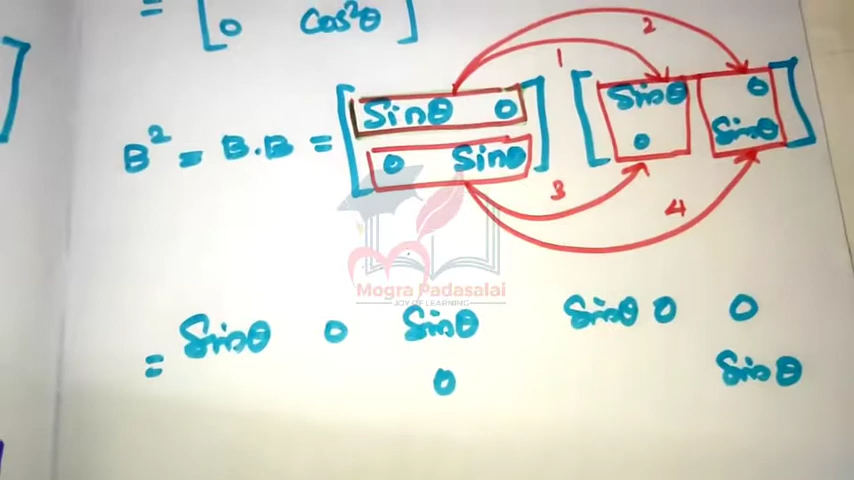 = [ 0 Cos²θ ]
2
1
B² = B.B = [ Sinθ 0 ] [ Sinθ 0 ]
[ 0 Sinθ ] [ 0 Sinθ ]
3
4
Mogra Padasalai
JOY OF LEARNING
= Sinθ 0 Sinθ Sinθ 0 0
0 Sinθ